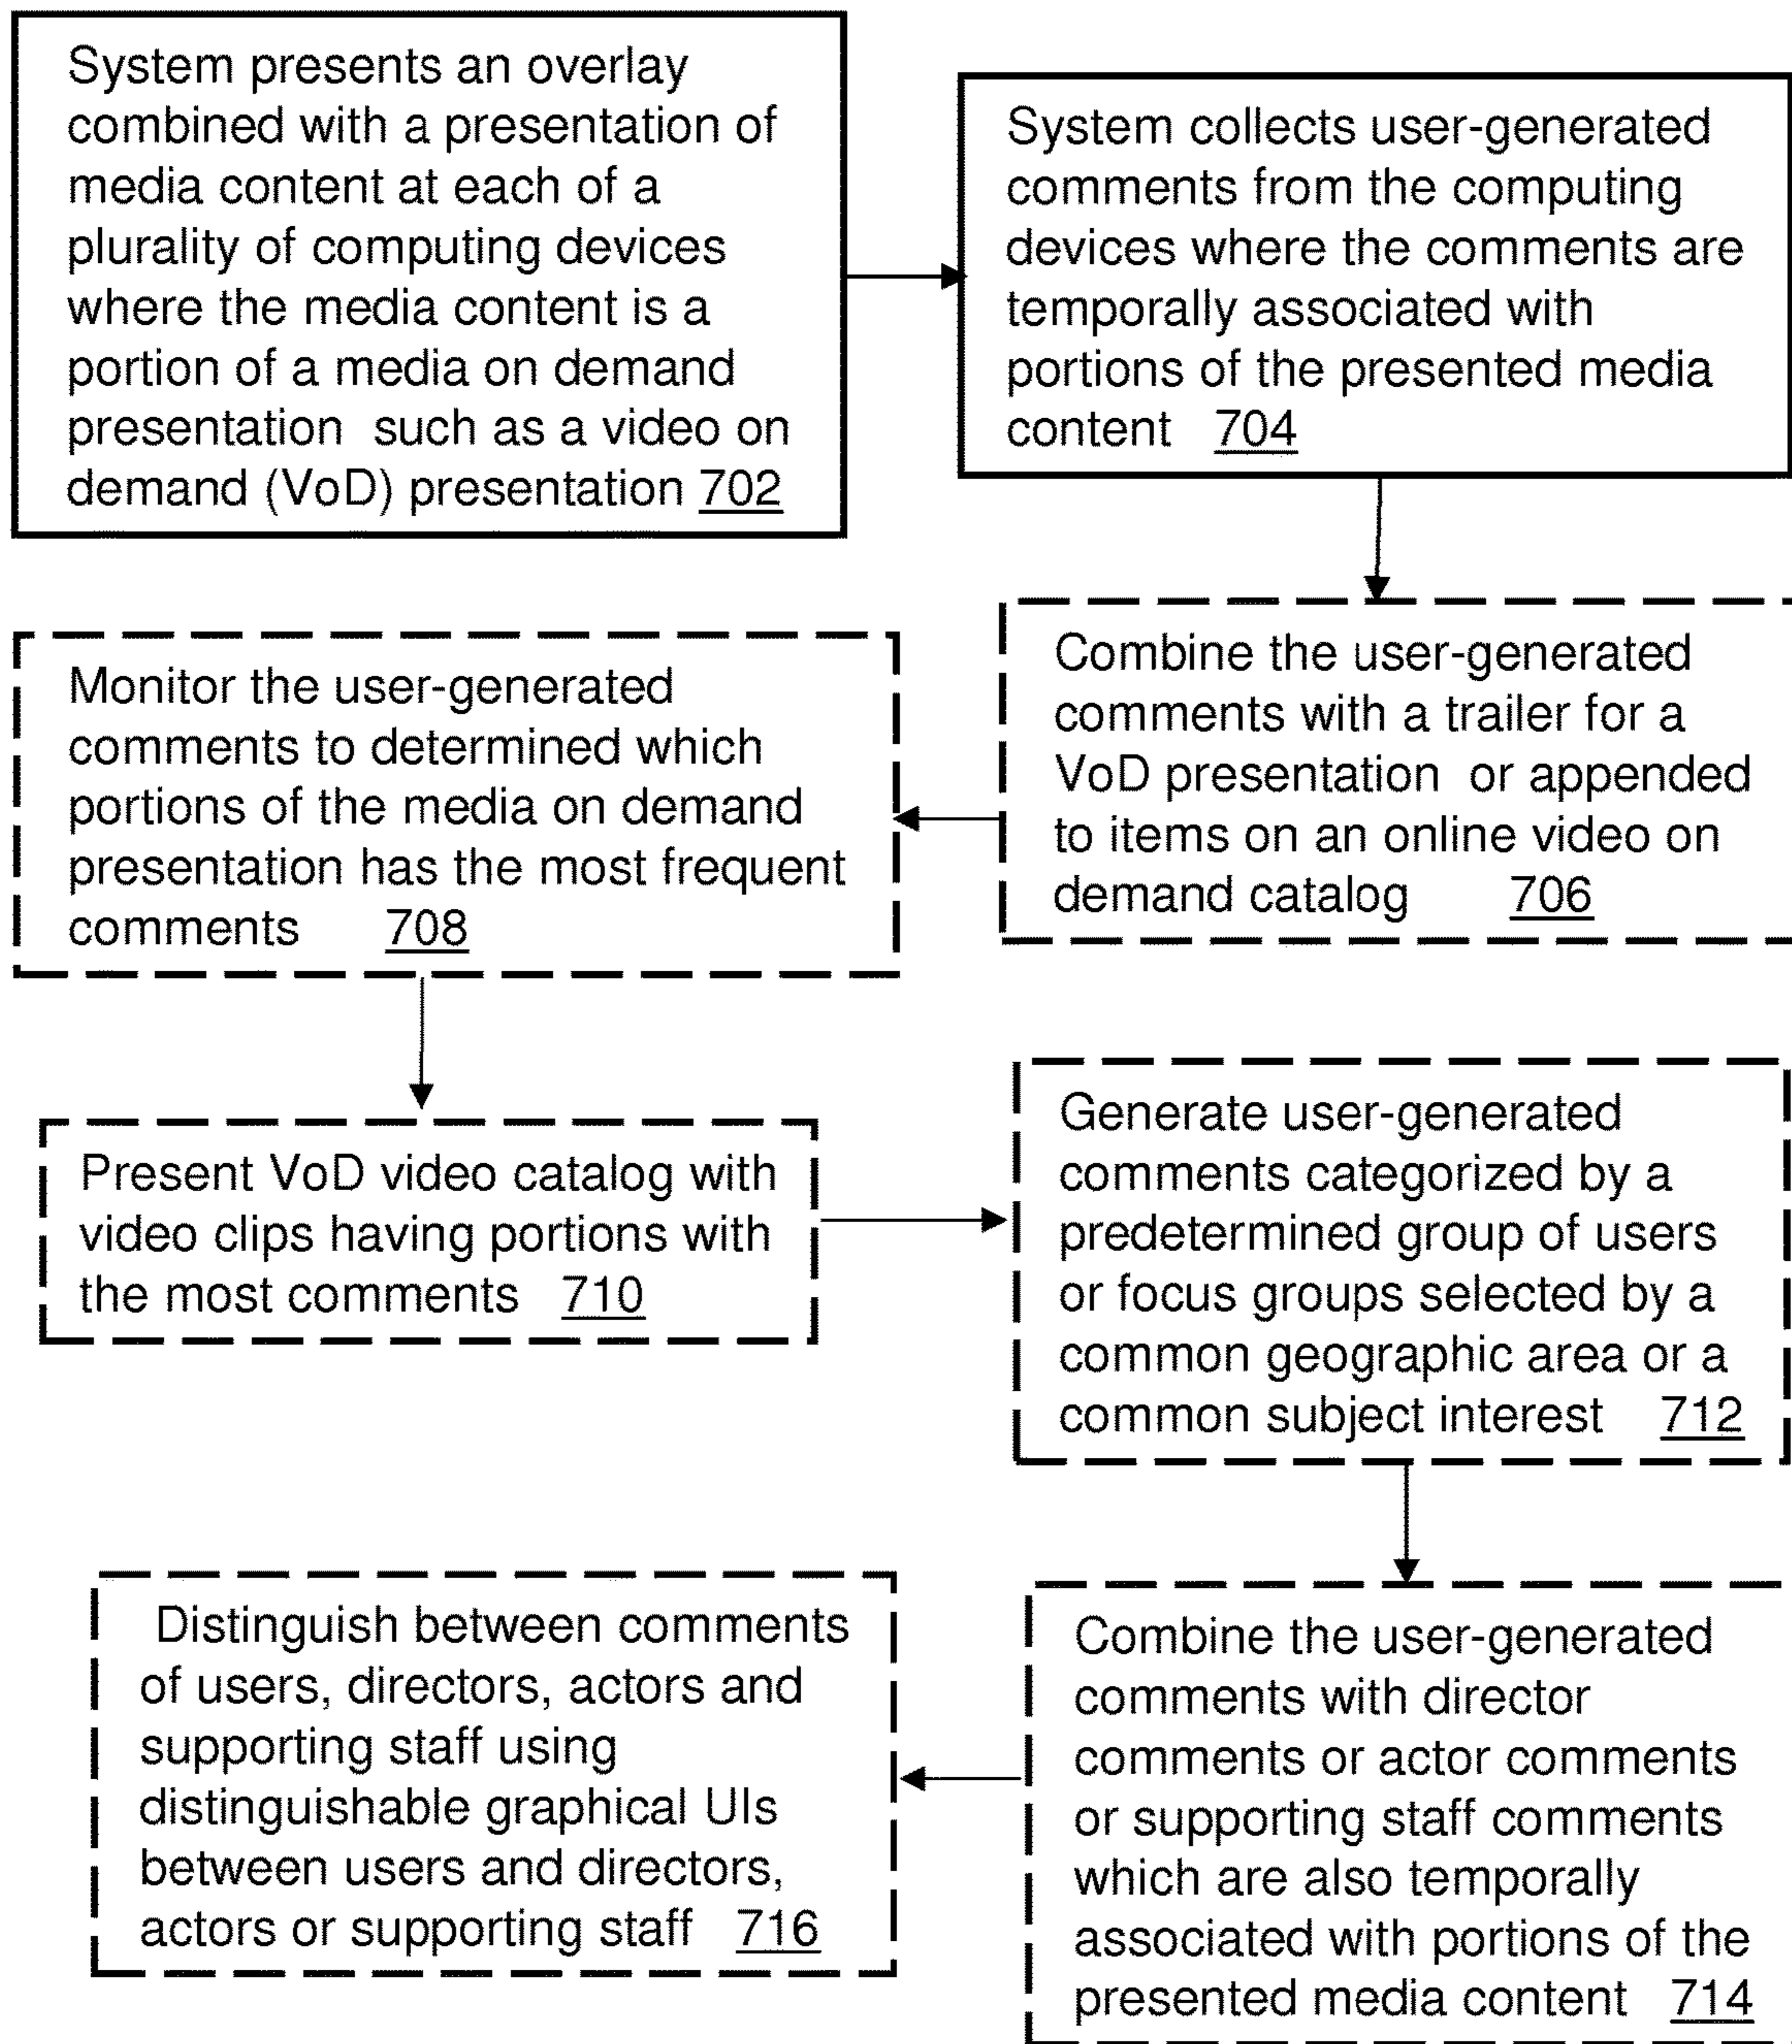 System presents an overlay
combined with a presentation of
media content at each of a
plurality of computing devices
where the media content is a
portion of a media on demand
presentation such as a video on
demand (VoD) presentation 702
System collects user-generated
comments from the computing
devices where the comments are
temporally associated with
portions of the presented media
content 704
Combine the user-generated
comments with a trailer for a
VoD presentation or appended
to items on an online video on
demand catalog 706
Monitor the user-generated
comments to determined which
portions of the media on demand
presentation has the most frequent
comments 708
Present VoD video catalog with
video clips having portions with
the most comments 710
Generate user-generated
comments categorized by a
predetermined group of users
or focus groups selected by a
common geographic area or a
common subject interest 712
Combine the user-generated
comments with director
comments or actor comments
or supporting staff comments
which are also temporally
associated with portions of the
presented media content 714
Distinguish between comments
of users, directors, actors and
supporting staff using
distinguishable graphical UIs
between users and directors,
actors or supporting staff 716